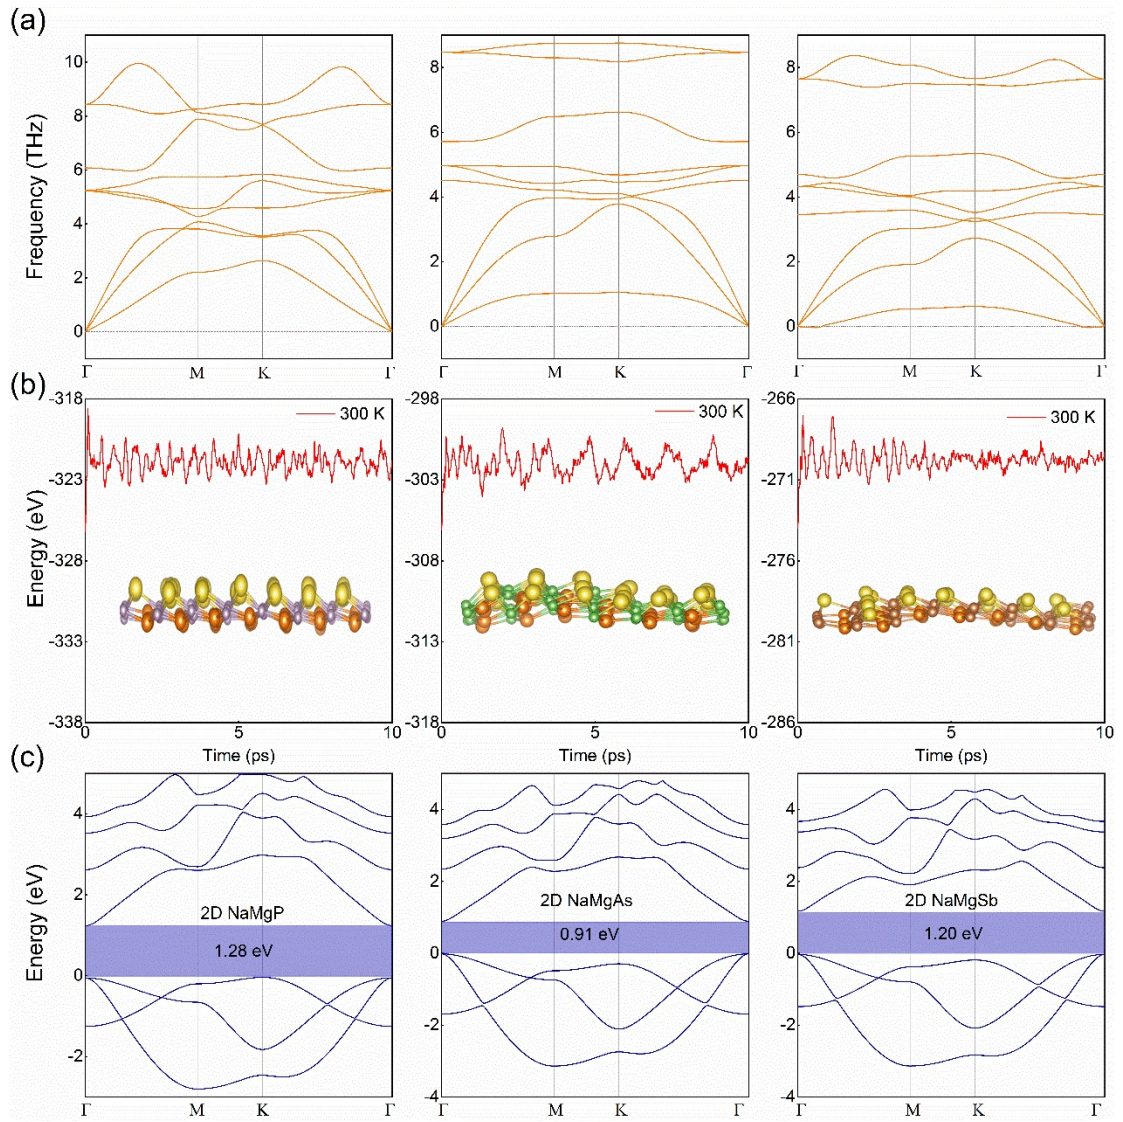 (a)
Frequency (THz)
10
8
6
4
2
0
Γ M K Γ
8
6
4
2
0
Γ M K Γ
8
6
4
2
0
Γ M K Γ
(b)
Energy (eV)
-318
-323
-328
-333
-338
300 K
0 5 10
Time (ps)
-298
-303
-308
-313
-318
300 K
0 5 10
Time (ps)
-266
-271
-276
-281
-286
300 K
0 5 10
Time (ps)
(c)
Energy (eV)
4
2
0
-2
2D NaMgP
1.28 eV
Γ M K Γ
4
2
0
-2
-4
2D NaMgAs
0.91 eV
Γ M K Γ
4
2
0
-2
-4
2D NaMgSb
1.20 eV
Γ M K Γ